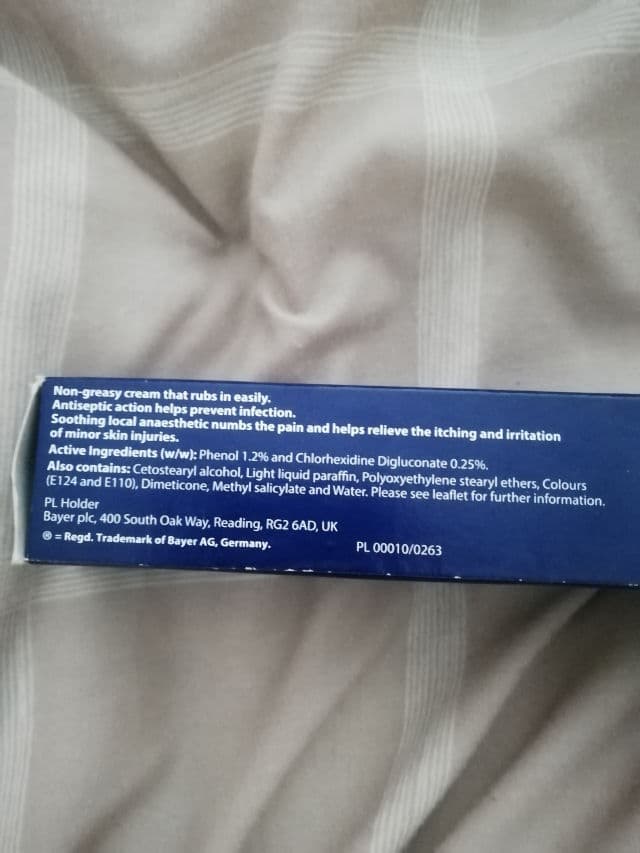 Non-greasy cream that rubs in easily.
Antiseptic action helps prevent infection.
Soothing local anaesthetic numbs the pain and helps relieve the itching and irritation
of minor skin injuries.
Active Ingredients (w/w): Phenol 1.2% and Chlorhexidine Digluconate 0.25%.
Also contains: Cetostearyl alcohol, Light liquid paraffin, Polyoxyethylene stearyl ethers, Colours
(E124 and E110), Dimeticone, Methyl salicylate and Water. Please see leaflet for further information.
PL Holder
Bayer plc, 400 South Oak Way, Reading, RG2 6AD, UK
® = Regd. Trademark of Bayer AG, Germany.
PL 00010/0263